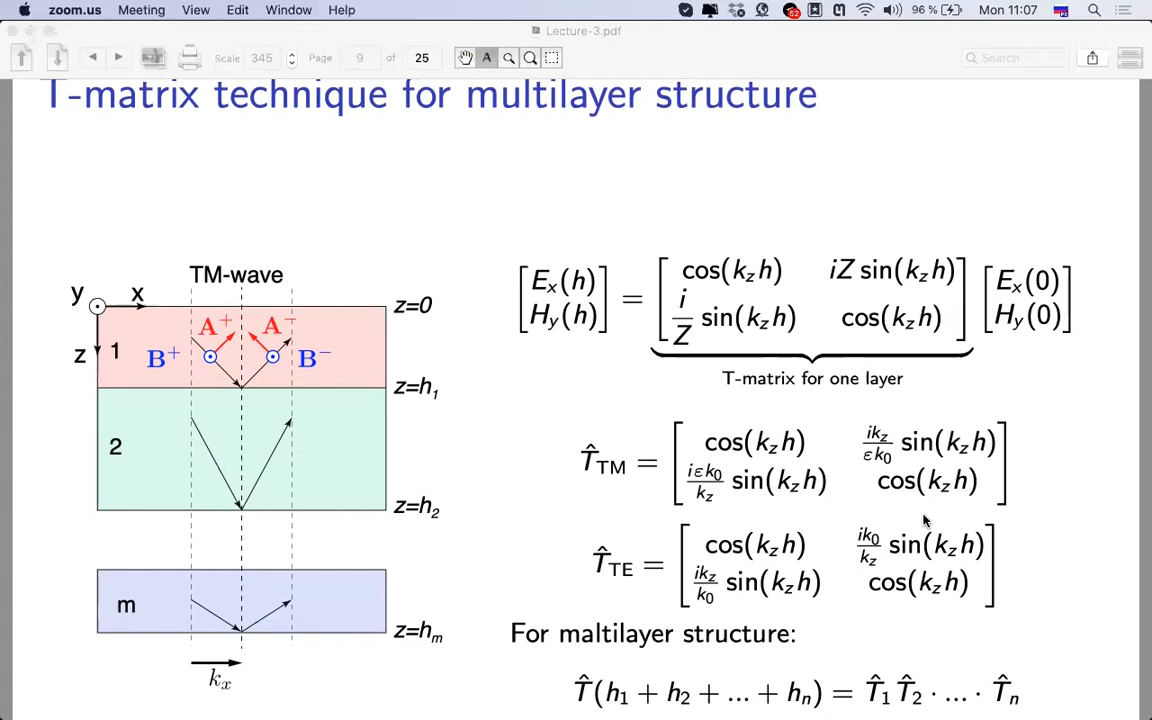 zoom.us Meeting View Edit Window Help 52 96 % Mon 11:07
Lecture-3.pdf
Scale 345 Page 9 of 25 A Search
T-matrix technique for multilayer structure
TM-wave
y x z=0
z 1 A⁺ A⁻
B⁺ B⁻
z=h₁
2
z=h₂
m
z=hₘ
kₓ
[Eₓ(h) Hᵧ(h)] = [cos(k_z h) iZ sin(k_z h) i/Z sin(k_z h) cos(k_z h)] [Eₓ(0) Hᵧ(0)]
T-matrix for one layer
T̂_TM = [cos(k_z h) ik_z/εk₀ sin(k_z h) iεk₀/k_z sin(k_z h) cos(k_z h)]
T̂_TE = [cos(k_z h) ik₀/k_z sin(k_z h) ik_z/k₀ sin(k_z h) cos(k_z h)]
For maltilayer structure:
T̂(h₁ + h₂ + ... + hₙ) = T̂₁T̂₂ · ... · T̂ₙ